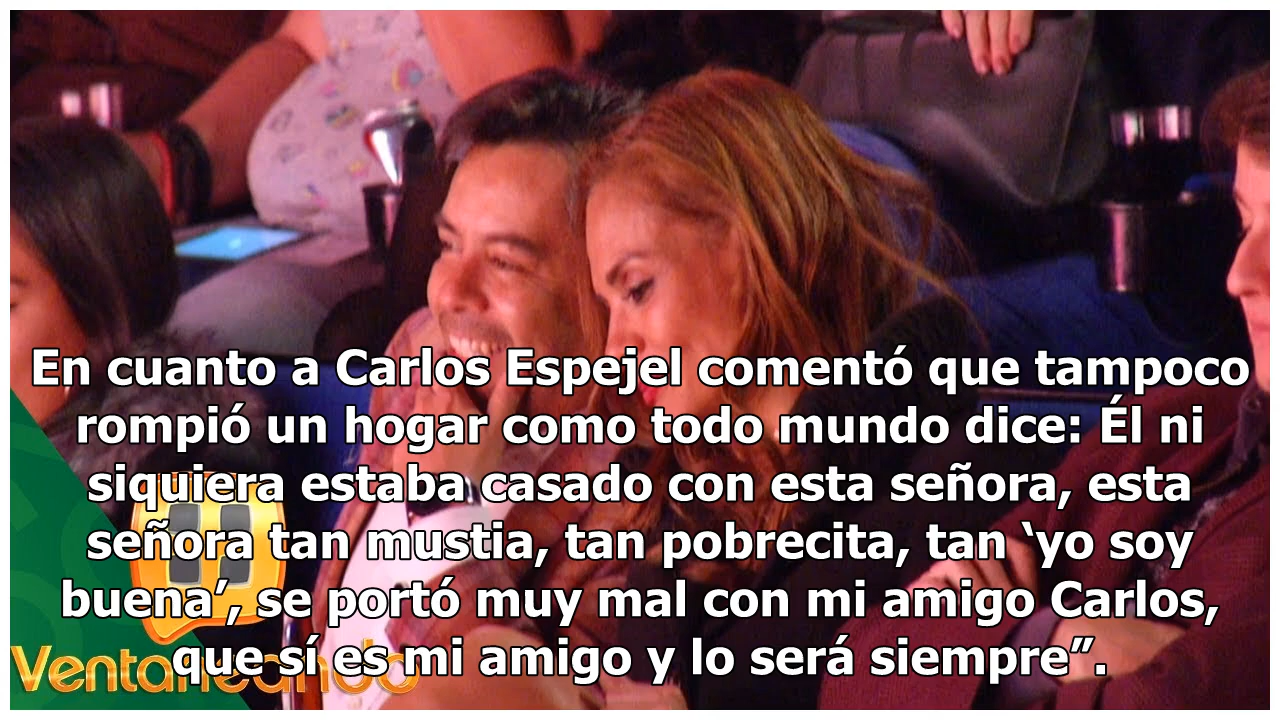 En cuanto a Carlos Espejel comentó que tampoco
rompió un hogar como todo mundo dice: Él ni
siquiera estaba casado con esta señora, esta
señora tan mustia, tan pobrecita, tan ‘yo soy
buena’, se portó muy mal con mi amigo Carlos,
que sí es mi amigo y lo será siempre”.
Ventaneando